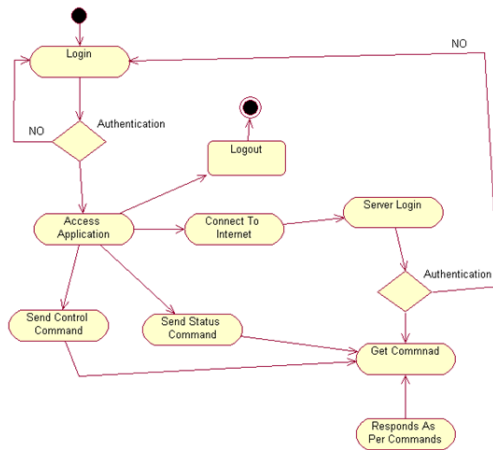 NO
Login
Authentication
NO
Logout
Access
Application
Connect To
Internet
Server Login
Authentication
Send Control
Command
Send Status
Command
Get Commnad
Responds As
Per Commands